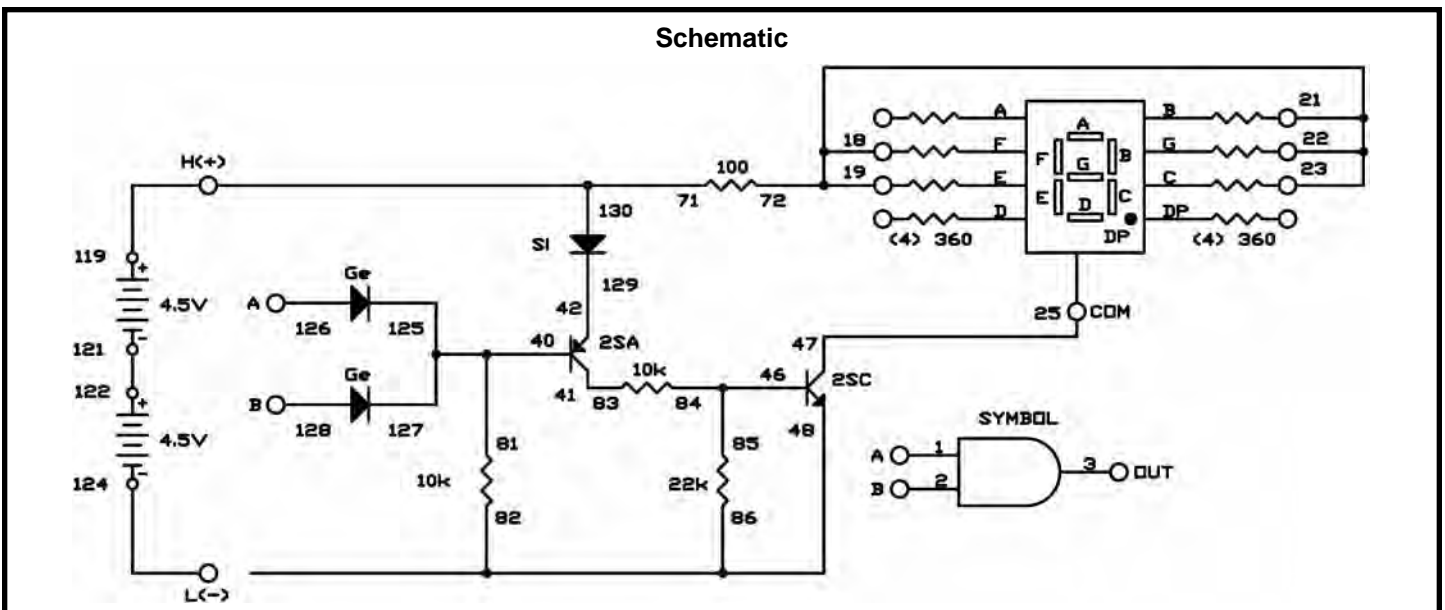 Schematic
A B 21
18 F A G 22
H(+) 100 F B
19 E G C 23
71 72 E C
130 D D DP
SI (4) 360 DP (4) 360
119 +
Ge 129
4.5V A 42 25 COM
126 125
121 - 40 2SA 47
10k 46 2SC
122 + Ge 41 83 84
B SYMBOL
4.5V 128 127 48
81 85 A 1
124 - 10k 22k 3 OUT
B 2
82 86
L(-)